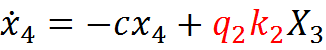 ẋ₄ = −cx₄ + q₂k₂X₃